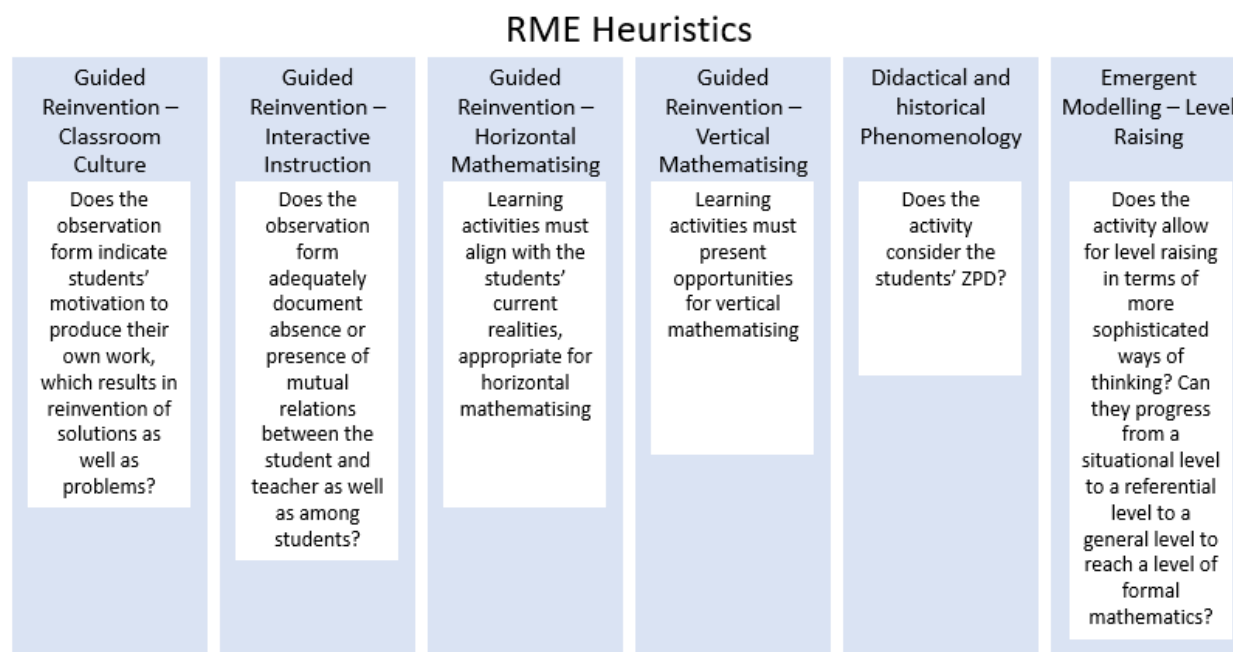 RME Heuristics
Guided
Reinvention –
Classroom
Culture
Does the
observation
form indicate
students’
motivation to
produce their
own work,
which results in
reinvention of
solutions as
well as
problems?
Guided
Reinvention –
Interactive
Instruction
Does the
observation
form
adequately
document
absence or
presence of
mutual
relations
between the
student and
teacher as well
as among
students?
Guided
Reinvention –
Horizontal
Mathematising
Learning
activities must
align with the
students’
current
realities,
appropriate for
horizontal
mathematising
Guided
Reinvention –
Vertical
Mathematising
Learning
activities must
present
opportunities
for vertical
mathematising
Didactical and
historical
Phenomenology
Does the
activity
consider the
students’ ZPD?
Emergent
Modelling – Level
Raising
Does the
activity allow
for level raising
in terms of
more
sophisticated
ways of
thinking? Can
they progress
from a
situational level
to a referential
level to a
general level to
reach a level of
formal
mathematics?